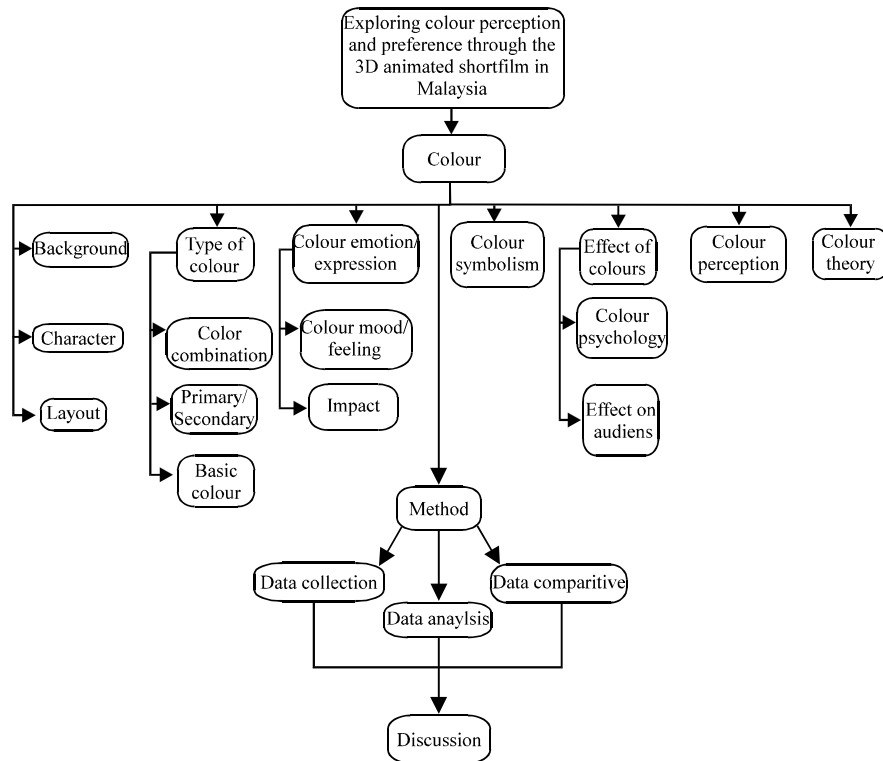 Exploring colour perception
and preference through the
3D animated shortfilm in
Malaysia
Colour
Background
Character
Layout
Type of
colour
Color
combination
Primary/
Secondary
Basic
colour
Colour emotion/
expression
Colour mood/
feeling
Impact
Colour
symbolism
Effect of
colours
Colour
psychology
Effect on
audiens
Colour
perception
Colour
theory
Method
Data collection
Data anaylsis
Data comparitive
Discussion